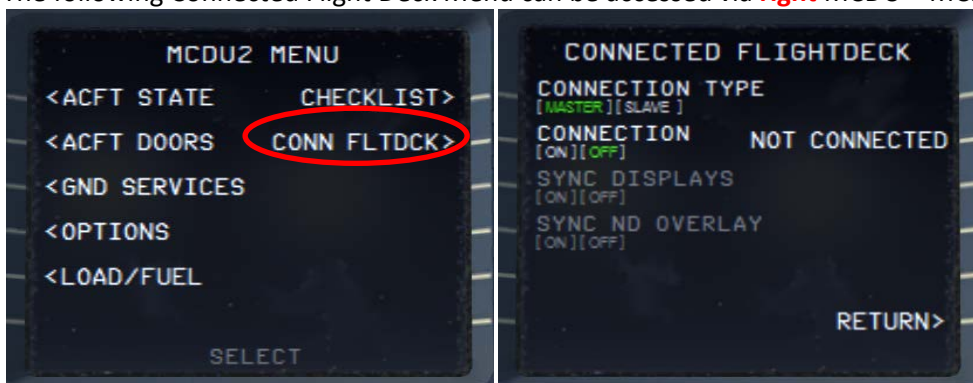 The following Connected Flight Deck menu can be accessed via right MCDU
MCDU2 MENU
<ACFT STATE CHECKLIST>
<ACFT DOORS CONN FLTDCK>
<GND SERVICES
<OPTIONS
<LOAD/FUEL
SELECT
CONNECTED FLIGHTDECK
CONNECTION TYPE
[MASTER][SLAVE ]
CONNECTION NOT CONNECTED
[ON][OFF]
SYNC DISPLAYS
[ON][OFF]
SYNC ND OVERLAY
[ON][OFF]
RETURN>